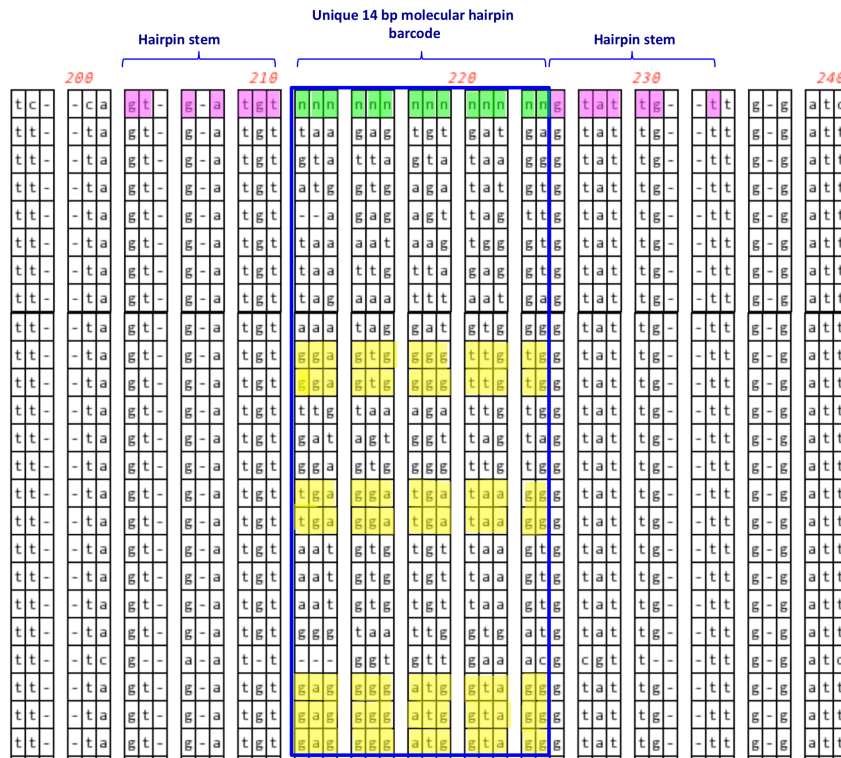 Unique 14 bp molecular hairpin
barcode
Hairpin stem
Hairpin stem
200 210 220 230 240
t c - - c a g t - g - a t g t n n n n n n n n n n n n n n g t a t t g - - t t g - g a t c
t t - - t a g t - g - a t g t t a a g a g t g t g a t g a g t a t t g - - t t g - g a t t
t t - - t a g t - g - a t g t g t a t t a g t a t a a g g g t a t t g - - t t g - g a t t
t t - - t a g t - g - a t g t a t g g t g a g a t a t g t g t a t t g - - t t g - g a t t
t t - - t a g t - g - a t g t - - a g a g a g t t a g t t g t a t t g - - t t g - g a t t
t t - - t a g t - g - a t g t t a a a a t a a g t g g g t g t a t t g - - t t g - g a t t
t t - - t a g t - g - a t g t t a a t t g t t a g a g g t g t a t t g - - t t g - g a t t
t t - - t a g t - g - a t g t t a g a a a t t t a a t g a g t a t t g - - t t g - g a t t
t t - - t a g t - g - a t g t a a a t a g g a t g t g g g g t a t t g - - t t g - g a t t
t t - - t a g t - g - a t g t g g a g t g g g g t t g t g g t a t t g - - t t g - g a t t
t t - - t a g t - g - a t g t g g a g t g g g g t t g t g g t a t t g - - t t g - g a t t
t t - - t a g t - g - a t g t t t g t a a a g a t t g t g g t a t t g - - t t g - g a t t
t t - - t a g t - g - a t g t g a t a g t g g t t a g t a g t a t t g - - t t g - g a t t
t t - - t a g t - g - a t g t g g a g t g g g g t t g t g g t a t t g - - t t g - g a t t
t t - - t a g t - g - a t g t t g a g g a t g a t a a g g g t a t t g - - t t g - g a t t
t t - - t a g t - g - a t g t t g a g g a t g a t a a g g g t a t t g - - t t g - g a t t
t t - - t a g t - g - a t g t a a t g t g t g t t a a g t g t a t t g - - t t g - g a t t
t t - - t a g t - g - a t g t a a t g t g t g t t a a g t g t a t t g - - t t g - g a t t
t t - - t a g t - g - a t g t a a t g t g t g t t a a g t g t a t t g - - t t g - g a t t
t t - - t a g t - g - a t g t g g g t a a t t g g t g a t g t a t t g - - t t g - g a t t
t t - - t c g - - a - a t - t - - - g g t g t t g a a a c g c g t t - - - t t g - g a t c
t t - - t a g t - g - a t g t g a g g g g a t g g t a g g g t a t t g - - t t g - g a t t
t t - - t a g t - g - a t g t g a g g g g a t g g t a g g g t a t t g - - t t g - g a t t
t t - - t a g t - g - a t g t g a g g g g a t g g t a g g g t a t t g - - t t g - g a t t